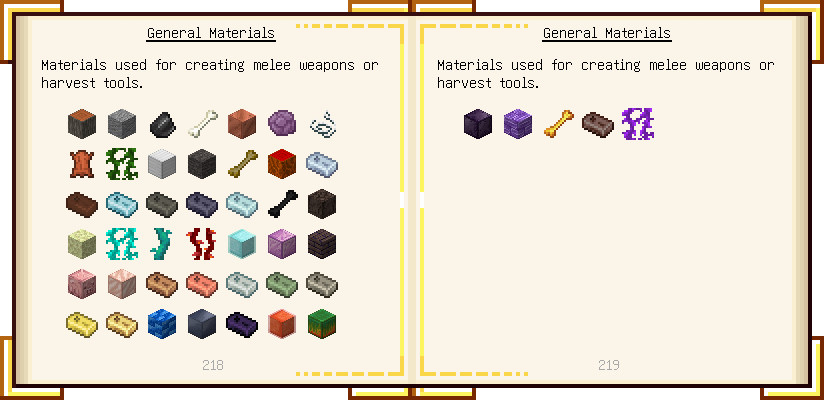 General Materials
Materials used for creating melee weapons or
harvest tools.
218
General Materials
Materials used for creating melee weapons or
harvest tools.
219